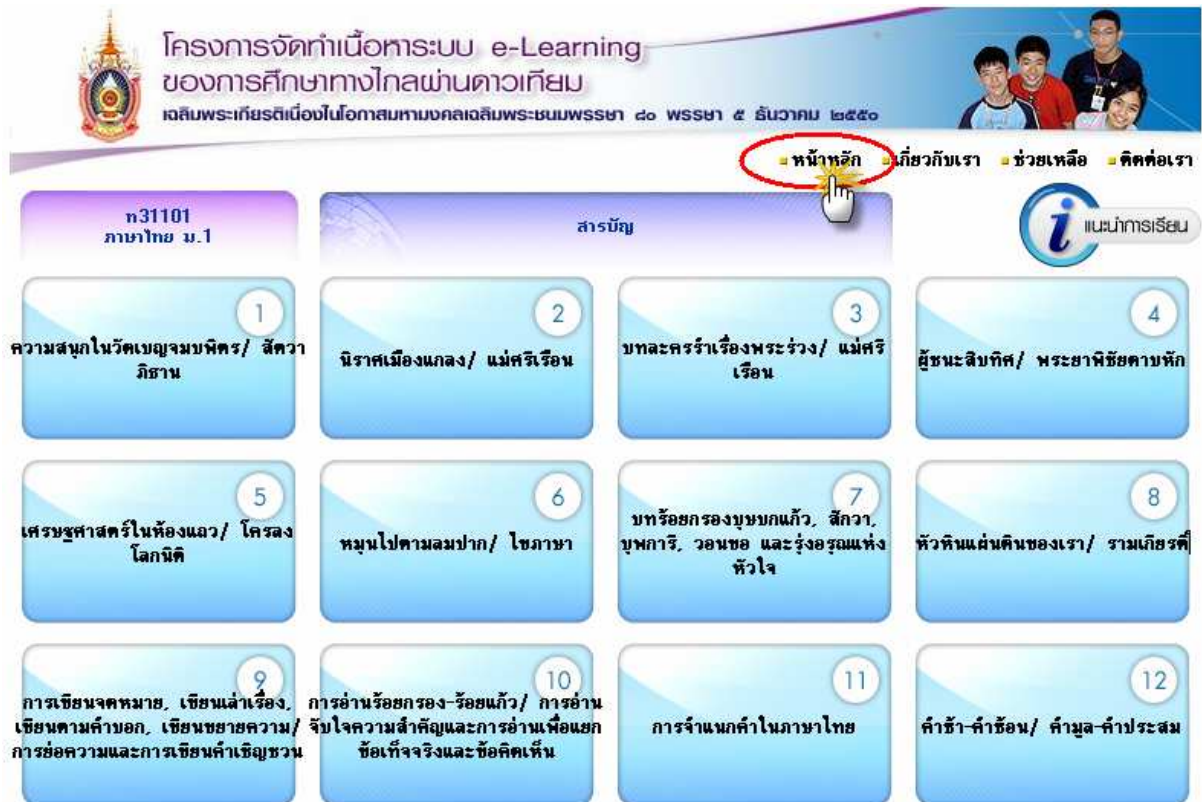 โครงการจัดทำเนื้อหาระบบ e-Learning
ของการศึกษาทางไกลผ่านดาวเทียม
เฉลิมพระเกียรติเนื่องในโอกาสมหามงคลเฉลิมพระชนมพรรษา ๘๐ พรรษา ๕ ธันวาคม ๒๕๕๐
หน้าหลัก เกี่ยวกับเรา ช่วยเหลือ ติดต่อเรา
ท31101
ภาษาไทย ม.1
สารบัญ
i แนะนำการเรียน
1
ความสนุกในวัดเบญจมบพิตร/ สัตวา
ภิธาน
2
นิราศเมืองแกลง/ แม่ศรีเรือน
3
บทละครรำเรื่องพระร่วง/ แม่ศรี
เรือน
4
ผู้ชนะสิบทิศ/ พระยาพิชัยดาบหัก
5
เศรษฐศาสตร์ในห้องแถว/ โครลง
โลกนิติ
6
หมุนไปตามลมปาก/ ไขภาษา
7
บทร้อยกรองบุษบกแก้ว, สักวา,
บุพการี, วอนขอ และรุ่งอรุณแห่ง
หัวใจ
8
หัวหินแผ่นดินของเรา/ รามเกียรติ์
9
การเขียนจดหมาย, เขียนเล่าเรื่อง,
เขียนตามคำบอก, เขียนขยายความ/
การย่อความและการเขียนคำเชิญชวน
10
การอ่านร้อยกรอง-ร้อยแก้ว/ การอ่าน
จับใจความสำคัญและการอ่านเพื่อแยก
ข้อเท็จจริงและข้อคิดเห็น
11
การจำแนกคำในภาษาไทย
12
คำซ้ำ-คำซ้อน/ คำมูล-คำประสม